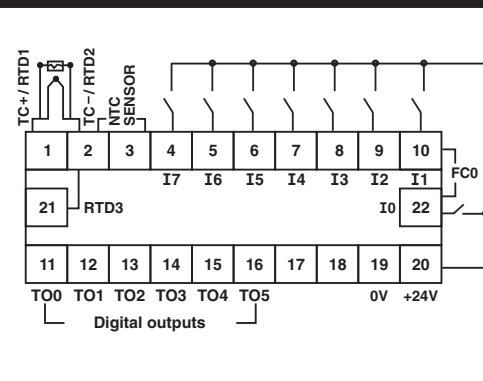 TC+/ RTD1
TC−/ RTD2
NTC
SENSOR
1 2 3 4 5 6 7 8 9 10
I7 I6 I5 I4 I3 I2 I1
FC0
21 RTD3 I0 22
11 12 13 14 15 16 17 18 19 20
TO0 TO1 TO2 TO3 TO4 TO5 0V +24V
Digital outputs